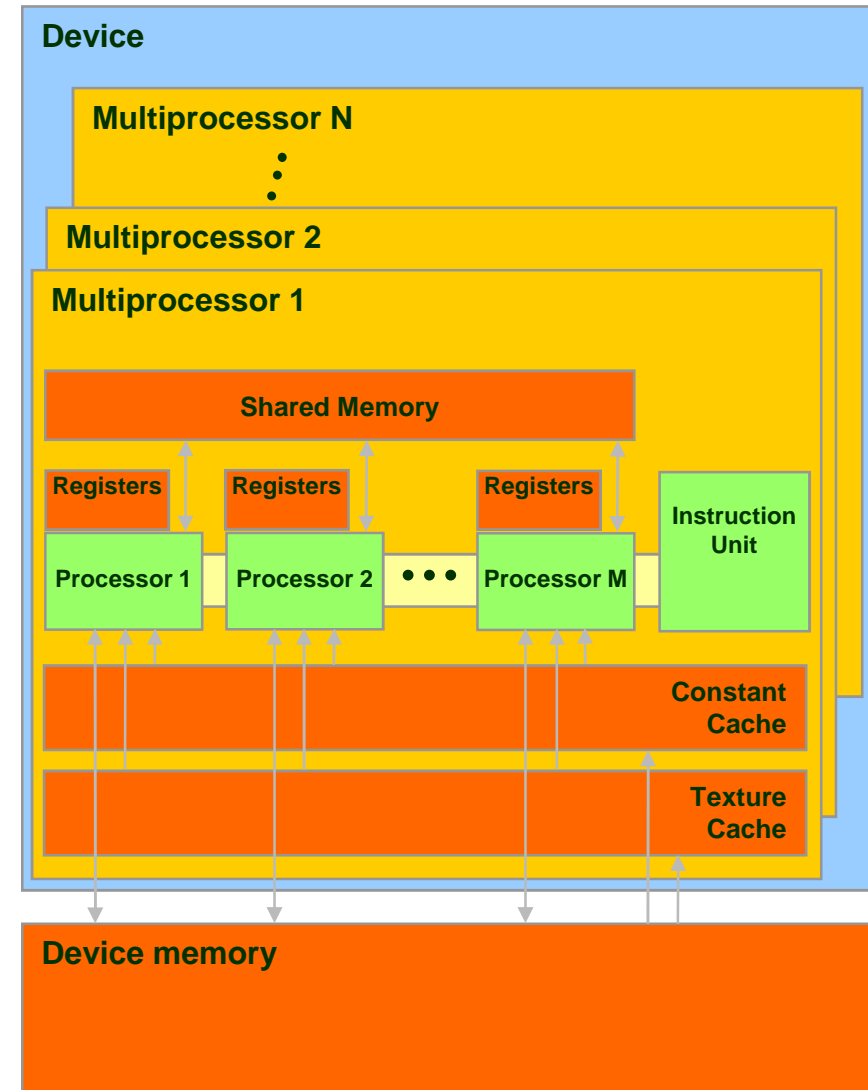 Device
Multiprocessor N
Multiprocessor 2
Multiprocessor 1
Shared Memory
Registers
Registers
Registers
Instruction
Unit
Processor 1
Processor 2
Processor M
Constant
Cache
Texture
Cache
Device memory